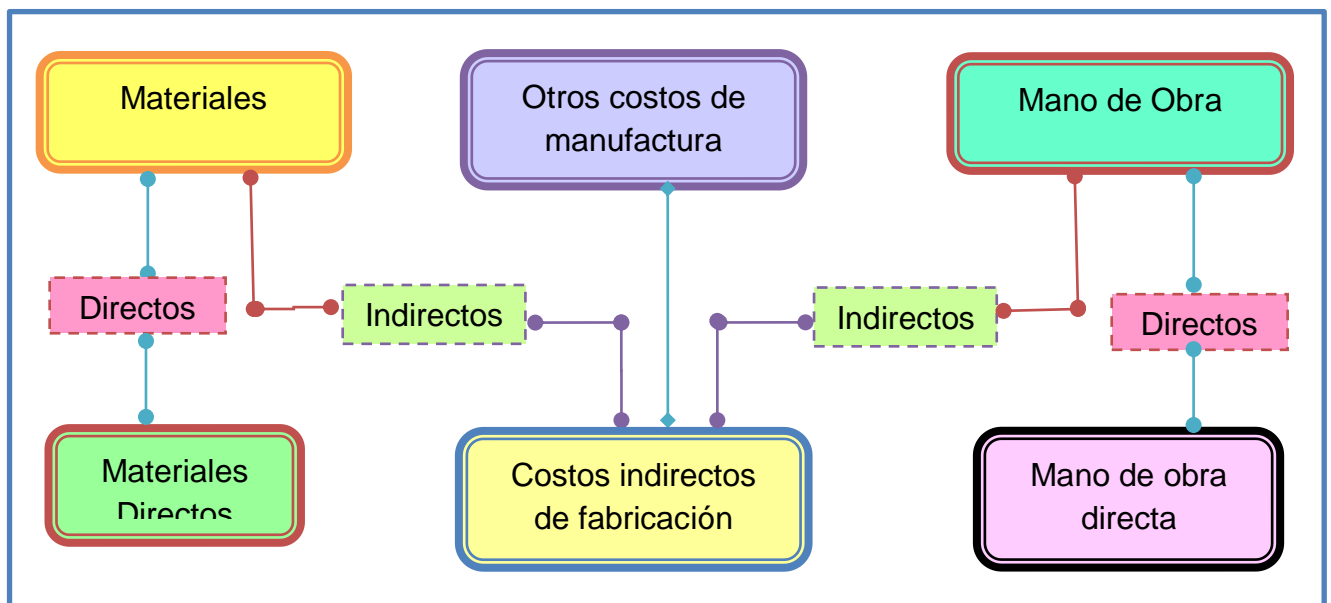 Materiales
Otros costos de
manufactura
Mano de Obra
Directos
Indirectos
Indirectos
Directos
Materiales
Directos
Costos indirectos
de fabricación
Mano de obra
directa